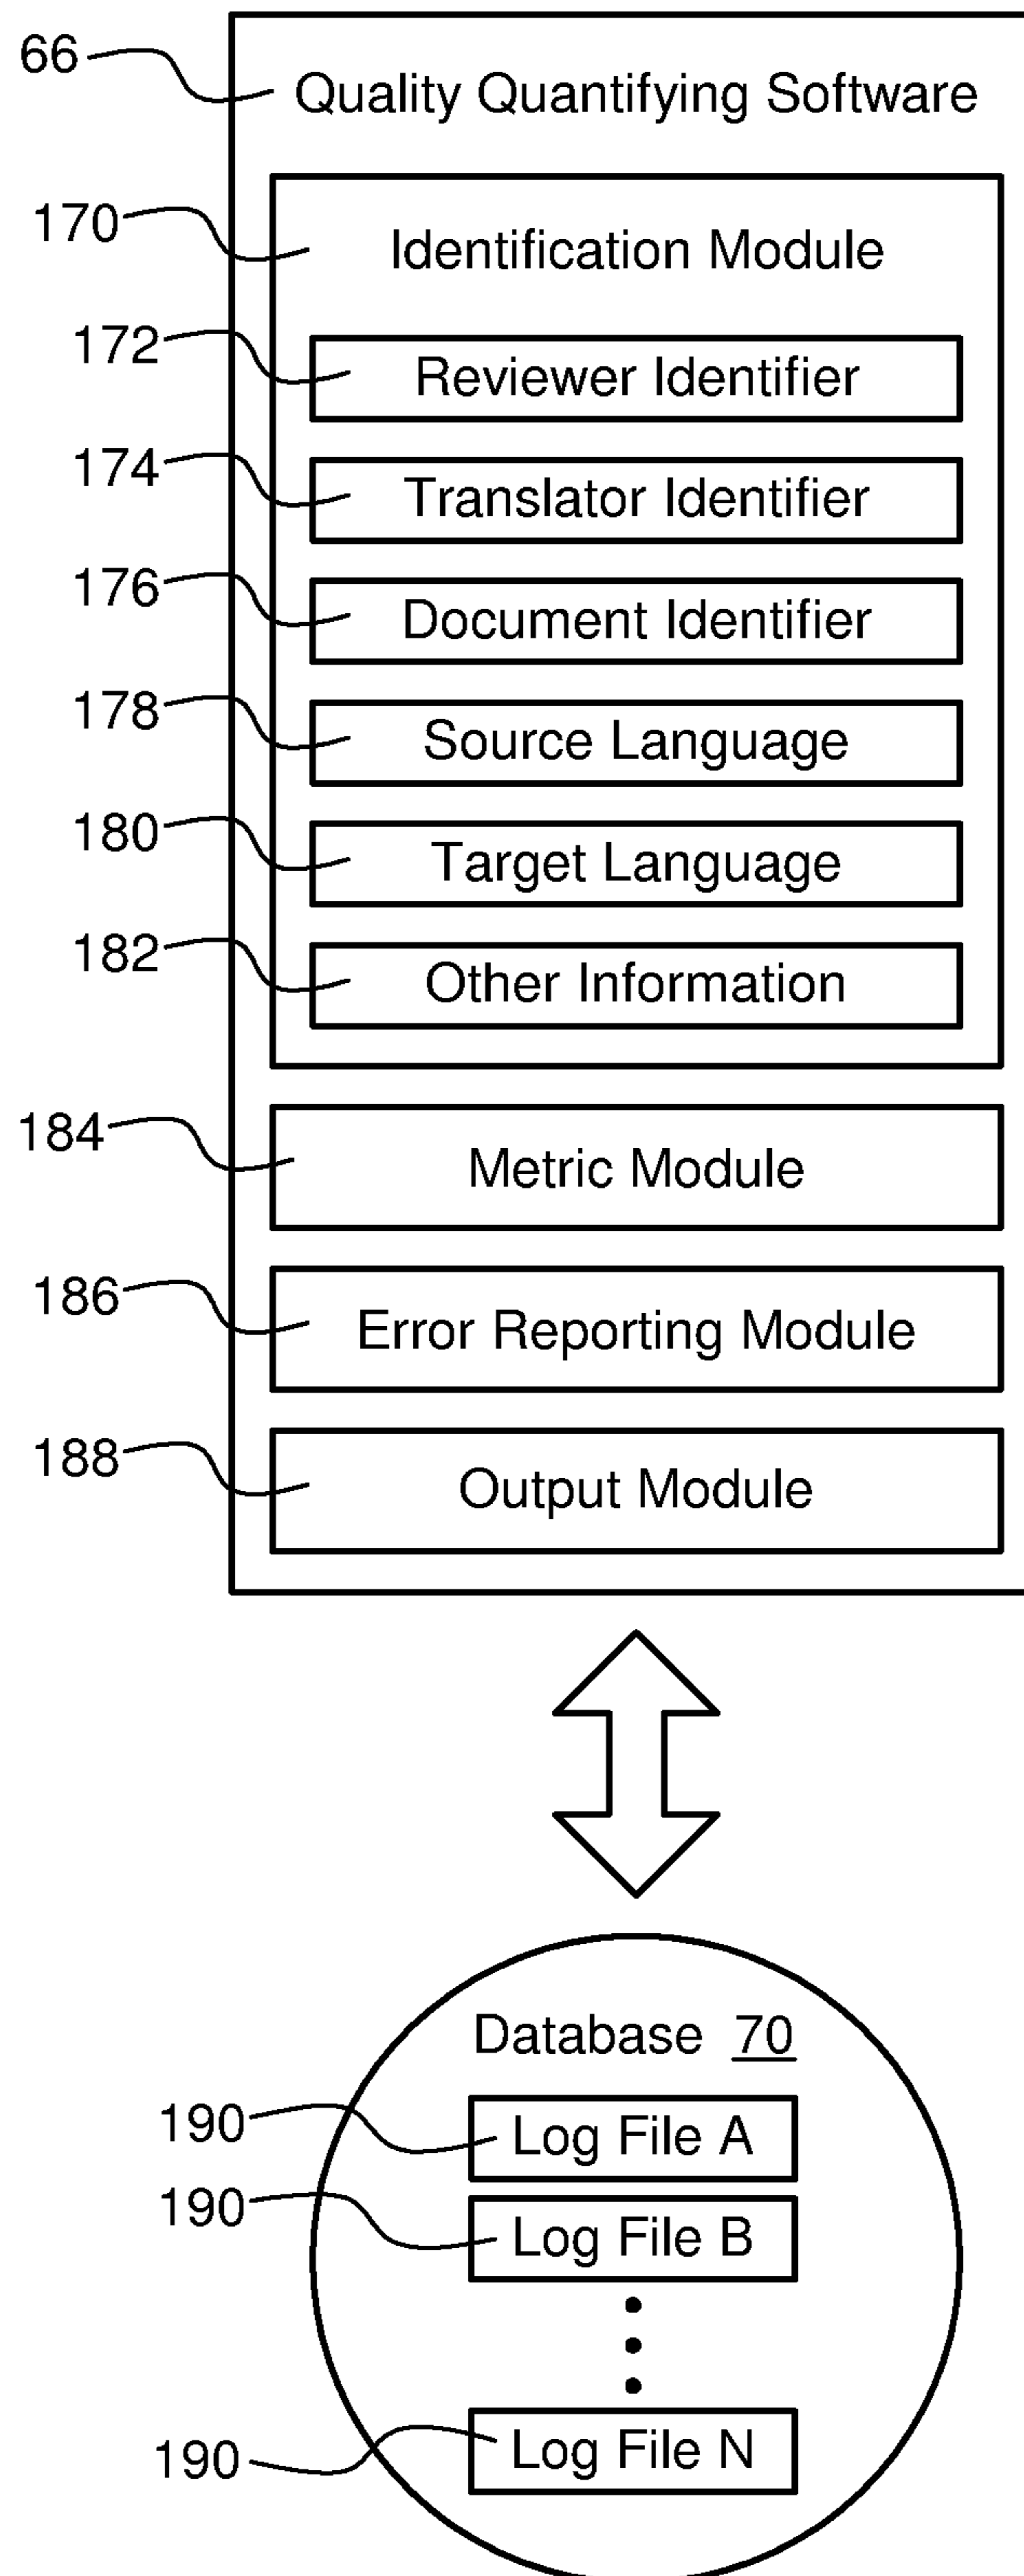 66 Quality Quantifying Software
170 Identification Module
172 Reviewer Identifier
174 Translator Identifier
176 Document Identifier
178 Source Language
180 Target Language
182 Other Information
184 Metric Module
186 Error Reporting Module
188 Output Module
Database 70
190 Log File A
190 Log File B
190 Log File N